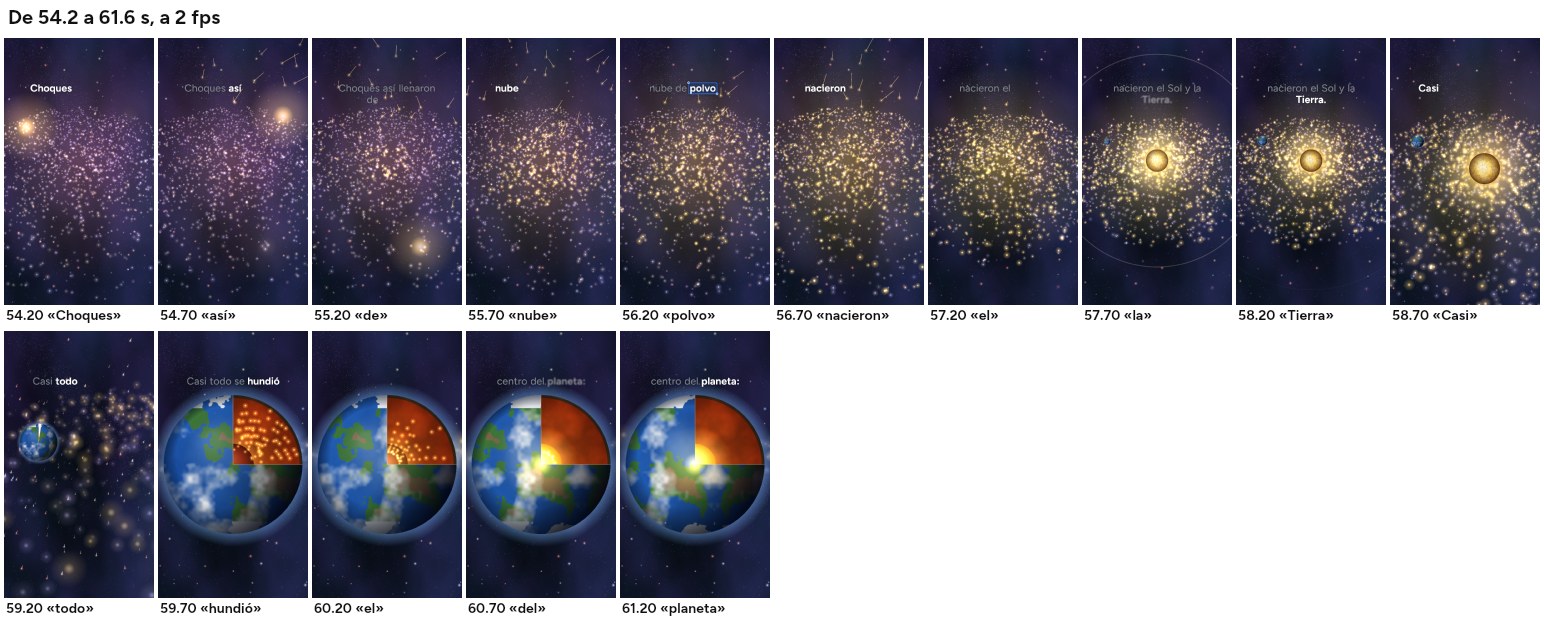 De 54.2 a 61.6 s, a 2 fps
Choques
Choques así
Choques así llenaron
de
nube
nube de polvo
nacieron
nacieron el
nacieron el Sol y la
Tierra.
nacieron el Sol y la
Tierra.
Casi
54.20 «Choques»
54.70 «así»
55.20 «de»
55.70 «nube»
56.20 «polvo»
56.70 «nacieron»
57.20 «el»
57.70 «la»
58.20 «Tierra»
58.70 «Casi»
Casi todo
Casi todo se hundió
centro del planeta:
centro del planeta:
59.20 «todo»
59.70 «hundió»
60.20 «el»
60.70 «del»
61.20 «planeta»